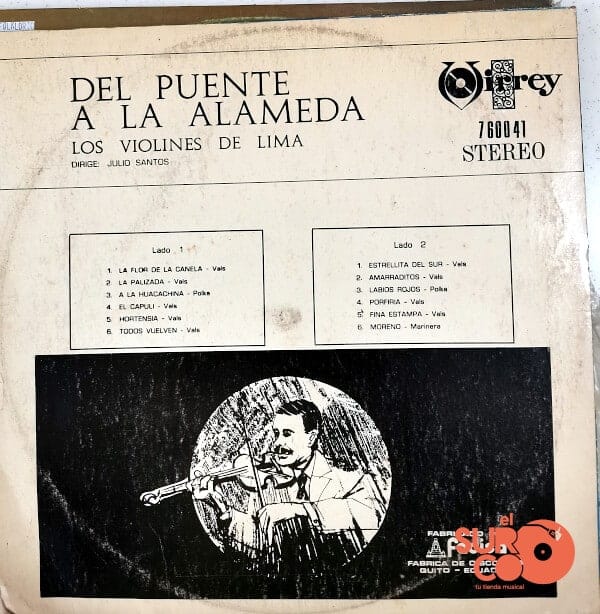 DEL PUENTE
A LA ALAMEDA
LOS VIOLINES DE LIMA
DIRIGE: JULIO SANTOS
Virrey
760041
STEREO
Lado 1
1. LA FLOR DE LA CANELA - Vals
2. LA PALIZADA - Vals
3. A LA HUACACHINA - Polka
4. EL CAPULI - Vals
5. HORTENSIA - Vals
6. TODOS VUELVEN - Vals
Lado 2
1. ESTRELLITA DEL SUR - Vals
2. AMARRADITOS - Vals
3. LABIOS ROJOS - Polka
4. PORFIRIA - Vals
5. FINA ESTAMPA - Vals
6. MORENO - Marinera
FABRICADO
FABRICA DE DISCOS
QUITO - ECUADOR
el
SURCO
tu tienda musical